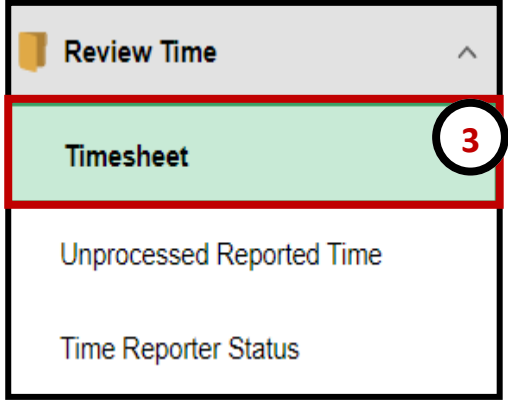 Review Time
Timesheet
3
Unprocessed Reported Time
Time Reporter Status